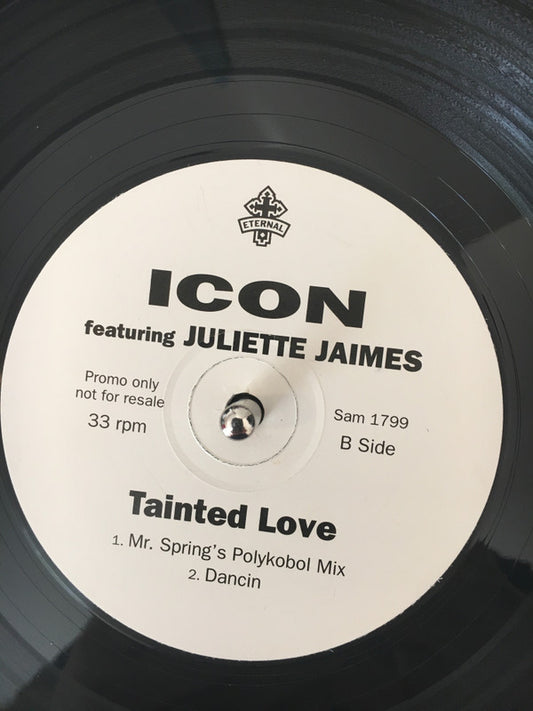 ETERNAL
ICON
featuring JULIETTE JAIMES
Promo only
not for resale
33 rpm
Sam 1799
B Side
Tainted Love
1. Mr. Spring's Polykobol Mix
2. Dancin